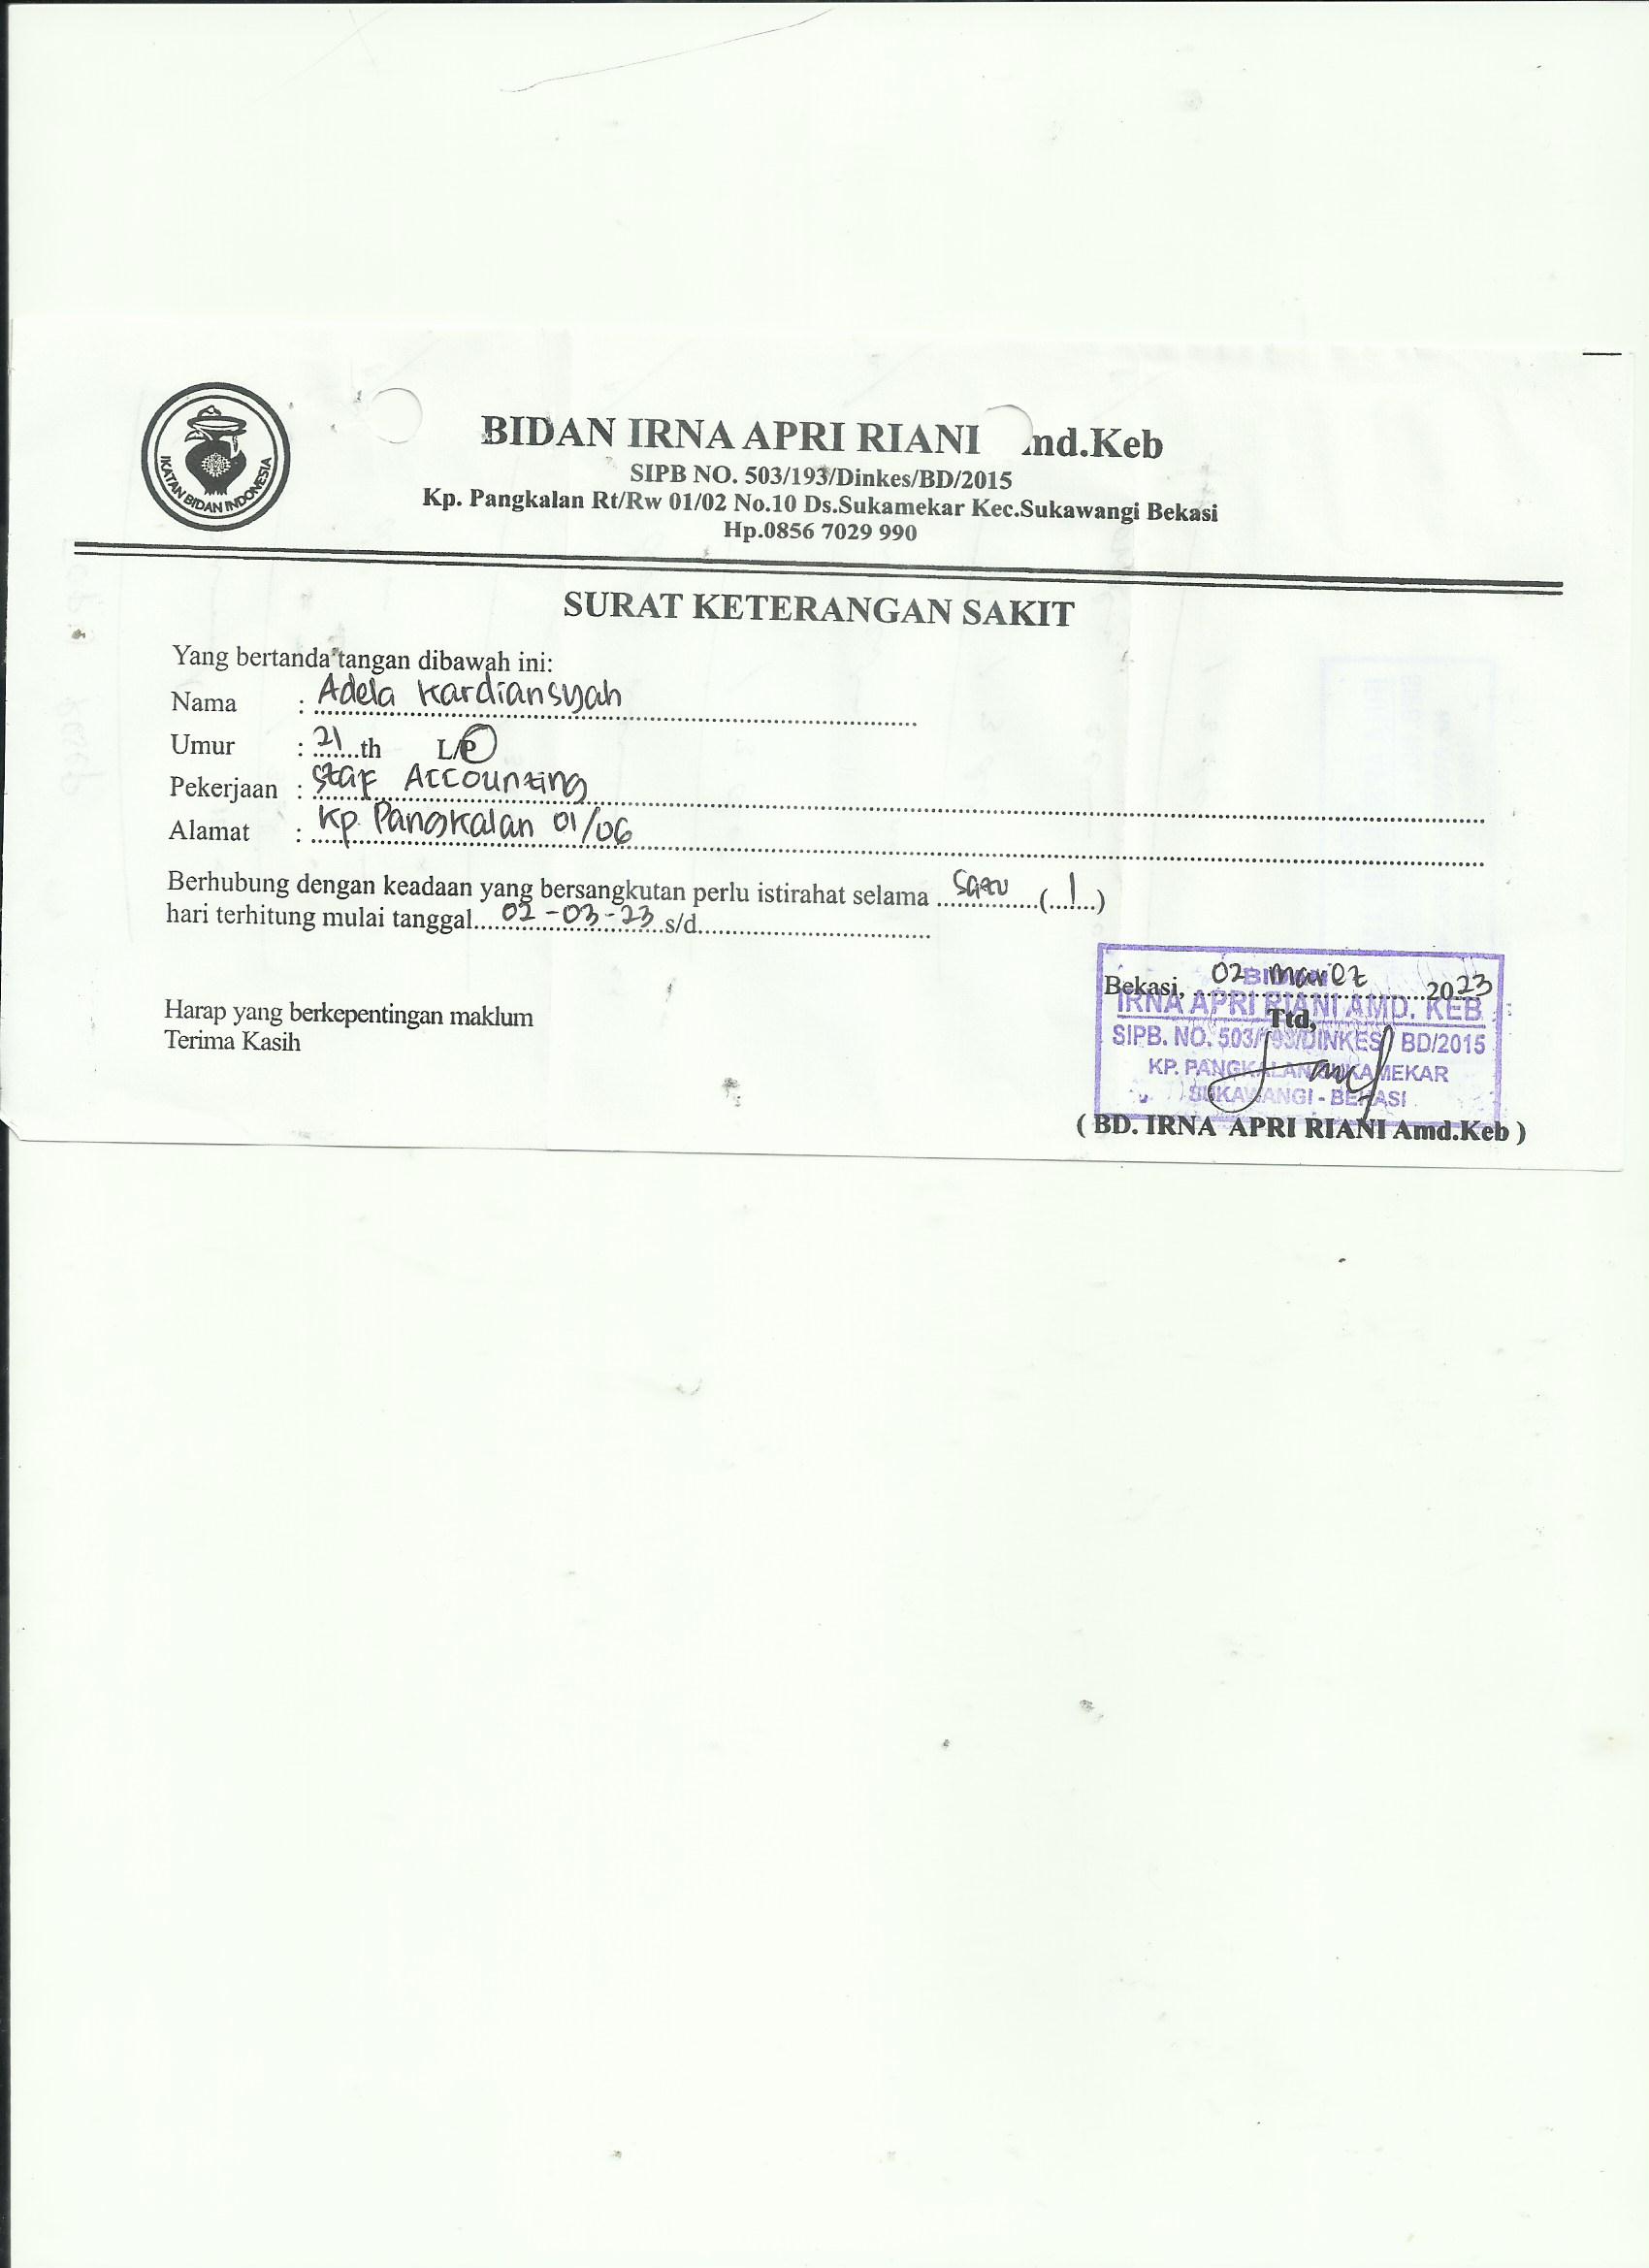 IKATAN BIDAN INDONESIA
BIDAN IRNA APRI RIANI md.Keb
SIPB NO. 503/193/Dinkes/BD/2015
Kp. Pangkalan Rt/Rw 01/02 No.10 Ds.Sukamekar Kec.Sukawangi Bekasi
Hp.0856 7029 990
SURAT KETERANGAN SAKIT
Yang bertanda tangan dibawah ini:
Nama : Adela Kardiansyah
Umur : 21 th L/P
Pekerjaan : Staf Accounting
Alamat : Kp Pangkalan 01/06
Berhubung dengan keadaan yang bersangkutan perlu istirahat selama satu (1)
hari terhitung mulai tanggal 02-03-23 s/d
Bekasi, 02 Maret 2023
Ttd,
BIDAN
IRNA APRI RIANI AMD. KEB
SIPB. NO. 503/193/DINKES/ BD/2015
KP. PANGKALAN SUKAMEKAR
SUKAWANGI - BEKASI
Harap yang berkepentingan maklum
Terima Kasih
( BD. IRNA APRI RIANI Amd.Keb )